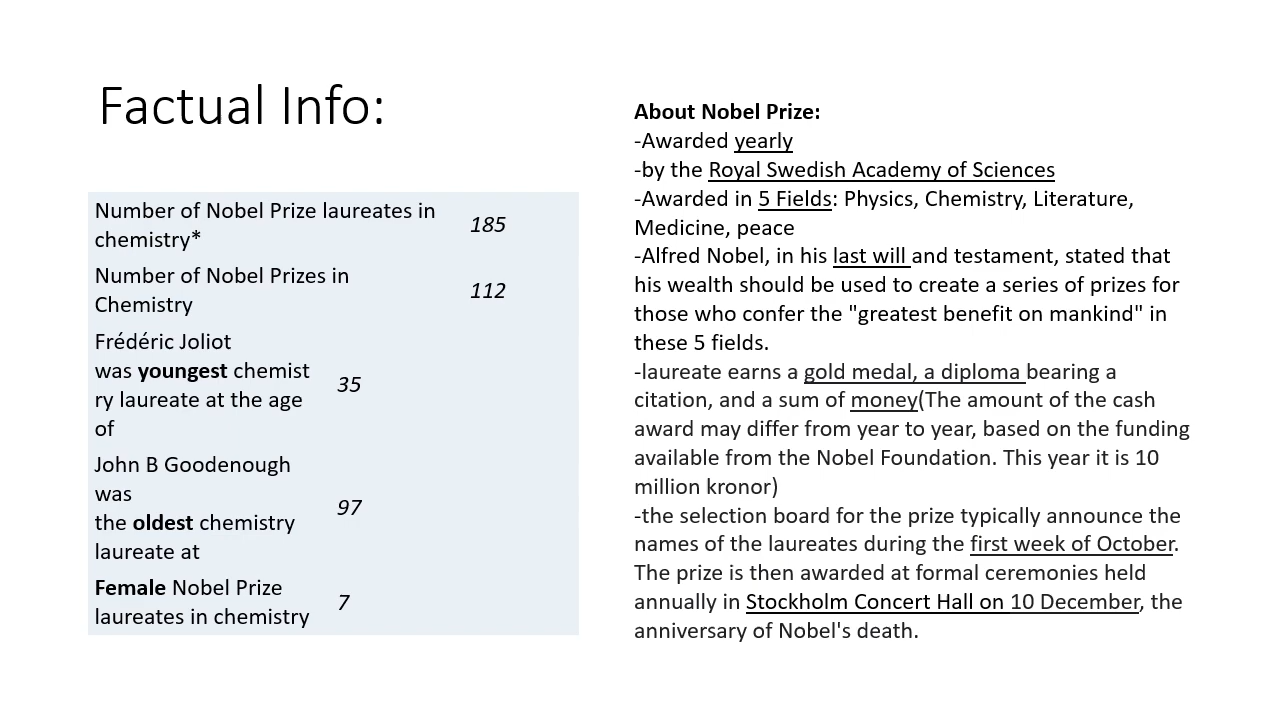 Factual Info:
Number of Nobel Prize laureates in
chemistry*
185
Number of Nobel Prizes in
Chemistry
112
Frédéric Joliot
was youngest chemist
ry laureate at the age
of
35
John B Goodenough
was
the oldest chemistry
laureate at
97
Female Nobel Prize
laureates in chemistry
7
About Nobel Prize:
-Awarded yearly
-by the Royal Swedish Academy of Sciences
-Awarded in 5 Fields: Physics, Chemistry, Literature,
Medicine, peace
-Alfred Nobel, in his last will and testament, stated that
his wealth should be used to create a series of prizes for
those who confer the "greatest benefit on mankind" in
these 5 fields.
-laureate earns a gold medal, a diploma bearing a
citation, and a sum of money(The amount of the cash
award may differ from year to year, based on the funding
available from the Nobel Foundation. This year it is 10
million kronor)
-the selection board for the prize typically announce the
names of the laureates during the first week of October.
The prize is then awarded at formal ceremonies held
annually in Stockholm Concert Hall on 10 December, the
anniversary of Nobel's death.